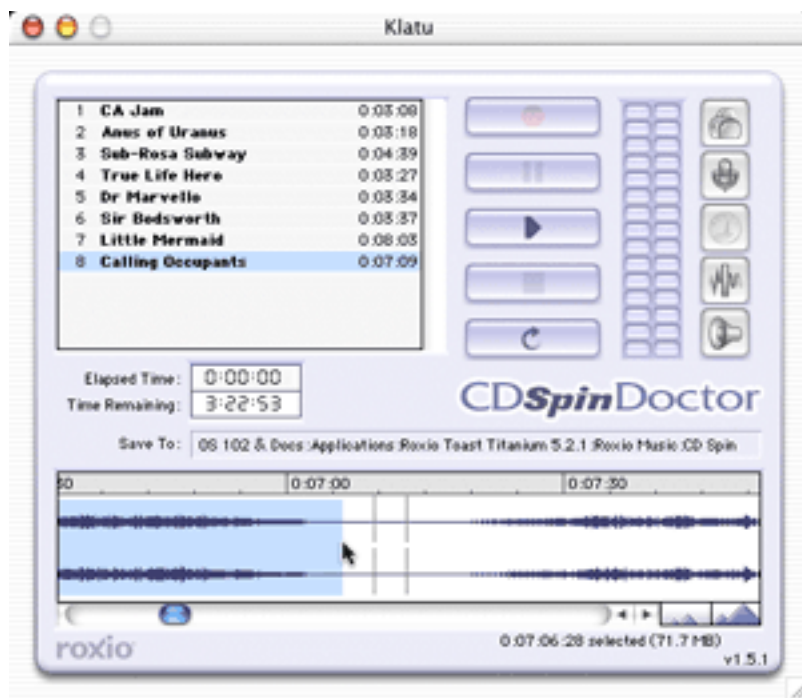 Klatu
1 CA Jam 0:03:08
2 Anus of Uranus 0:03:18
3 Sub-Rosa Subway 0:04:39
4 True Life Hero 0:03:27
5 Dr Marvello 0:03:34
6 Sir Bodsworth 0:03:37
7 Little Mermaid 0:08:03
8 Calling Occupants 0:07:09
Elapsed Time: 0:00:00
Time Remaining: 3:22:53
CDSpinDoctor
Save To: OS 102 & Docs :Applications :Roxio Toast Titanium 5.2.1 :Roxio Music :CD Spin
30 0:07:00 0:07:30
roxio
0:07:06:28 selected (71.7 MB)
v1.5.1